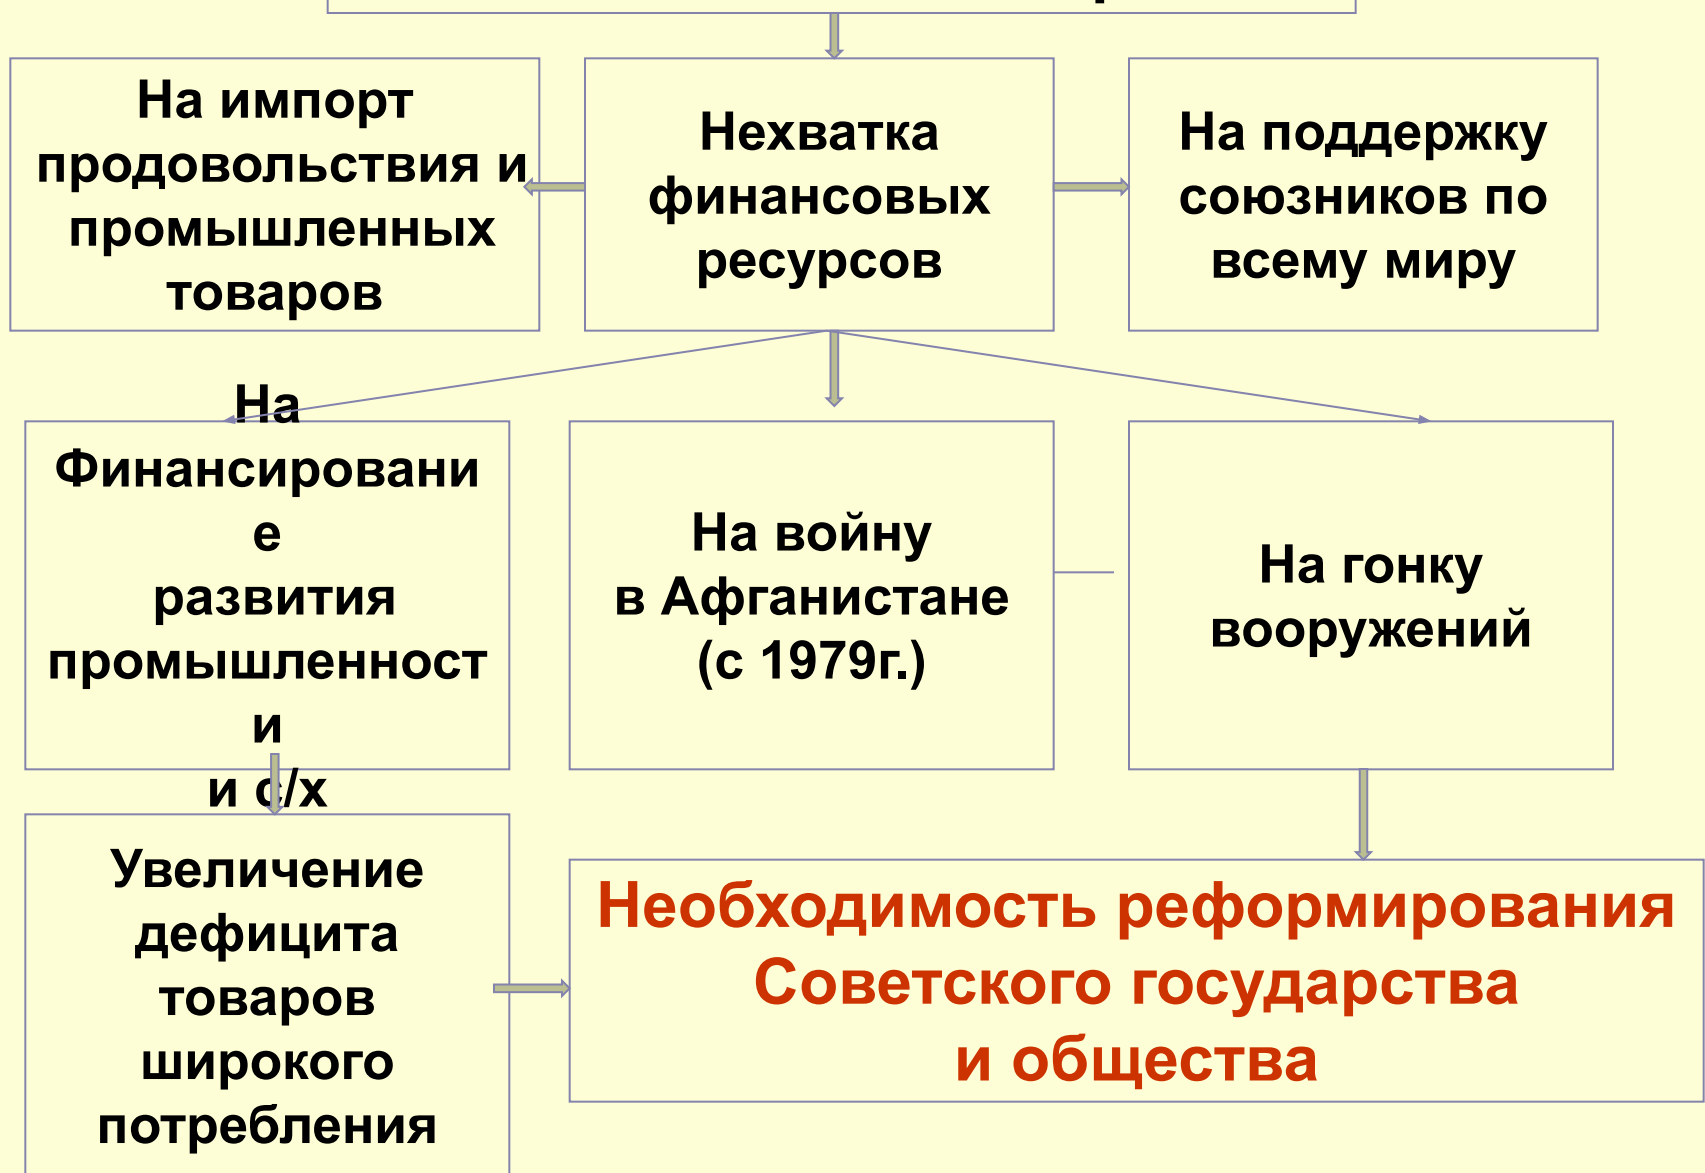 На импорт
продовольствия и
промышленных
товаров
Нехватка
финансовых
ресурсов
На поддержку
союзников по
всему миру
На
Финансировани
е
развития
промышленност
и
и с/х
На войну
в Афганистане
(с 1979г.)
На гонку
вооружений
Увеличение
дефицита
товаров
широкого
потребления
Необходимость реформирования
Советского государства
и общества